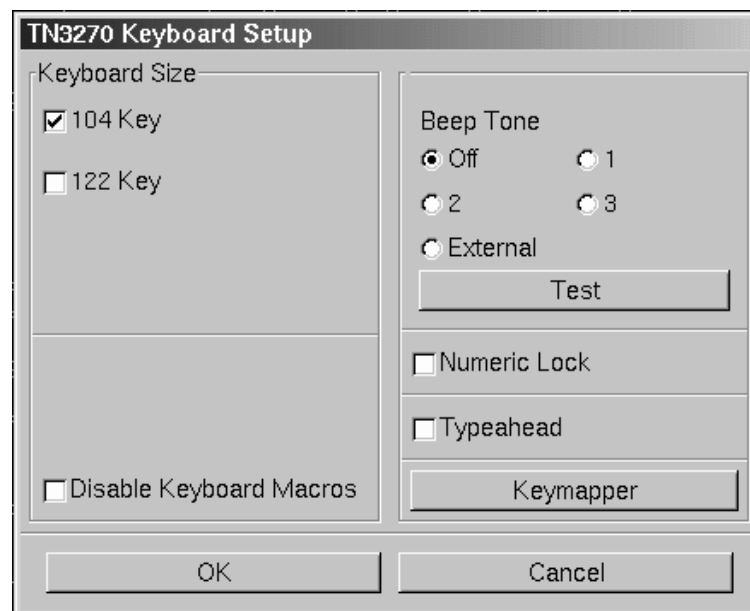 TN3270 Keyboard Setup
Keyboard Size
104 Key
122 Key
Disable Keyboard Macros
Beep Tone
Off 1
2 3
External
Test
Numeric Lock
Typeahead
Keymapper
OK Cancel